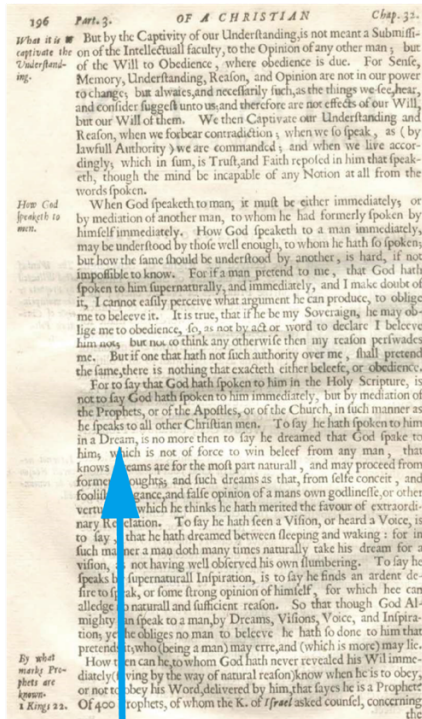 196 Part. 3. OF A CHRISTIAN Chap. 32.
What it is to
captivate the
Understand-
ing.
But by the Captivity of our Understanding, is not meant a Submissi-
on of the Intellectuall faculty, to the Opinion of any other man; but
of the Will to Obedience, where obedience is due. For Sense,
Memory, Understanding, Reason, and Opinion are not in our power
to change; but alwaies, and necessarily such, as the things we see, hear,
and consider suggest unto us; and therefore are not effects of our Will,
but our Will of them. We then Captivate our Understanding and
Reason, when we forbear contradiction; when we so speak, as (by
lawfull Authority) we are commanded; and when we live accor-
dingly; which in sum, is Trust, and Faith reposed in him that speak-
eth, though the mind be incapable of any Notion at all from the
words spoken.
How God
speaketh to
men.
When God speaketh to man, it must be either immediately; or
by mediation of another man, to whom he had formerly spoken by
himself immediately. How God speaketh to a man immediately,
may be understood by those well enough, to whom he hath so spoken;
but how the same should be understood by another, is hard, if not
impossible to know. For if a man pretend to me, that God hath
spoken to him supernaturally, and immediately, and I make doubt of
it, I cannot easily perceive what argument he can produce, to oblige
me to beleeve it. It is true, that if he be my Soveraign, he may ob-
lige me to obedience, so, as not by act or word to declare I beleeve
him not; but not to think any otherwise then my reason perswades
me. But if one that hath not such authority over me, shall pretend
the same, there is nothing that exacteth either beleefe, or obedience.
For to say that God hath spoken to him in the Holy Scripture, is
not to say God hath spoken to him immediately, but by mediation of
the Prophets, or of the Apostles, or of the Church, in such manner as
he speaks to all other Christian men. To say he hath spoken to him
in a Dream, is no more then to say he dreamed that God spake to
him; which is not of force to win beleef from any man, that
knows dreams are for the most part naturall, and may proceed from
former thoughts; and such dreams as that, from selfe conceit, and
foolish and false opinion of a mans own godlinesse, or other
vertue, which he thinks he hath merited the favour of extraordi-
nary Revelation. To say he hath seen a Vision, or heard a Voice, is
to say, that he hath dreamed between sleeping and waking: for in
such manner a man doth many times naturally take his dream for a
vision, as not having well observed his own slumbering. To say he
speaks by supernaturall Inspiration, is to say he finds an ardent de-
sire to speak, or some strong opinion of himself, for which hee can
alledge no naturall and sufficient reason. So that though God Al-
mighty can speak to a man, by Dreams, Visions, Voice, and Inspira-
tion; yet he obliges no man to beleeve he hath so done to him that
pretends it; who (being a man) may erre, and (which is more) may lie.
By what
marks Pro-
phets are
known.
1 Kings 22.
How then can he, to whom God hath never revealed his Wil imme-
diately (saving by the way of natural reason) know when he is to obey,
or not to obey his Word, delivered by him, that sayes he is a Prophet?
Of 400 Prophets, of whom the K. of Israel asked counsel, concerning
the